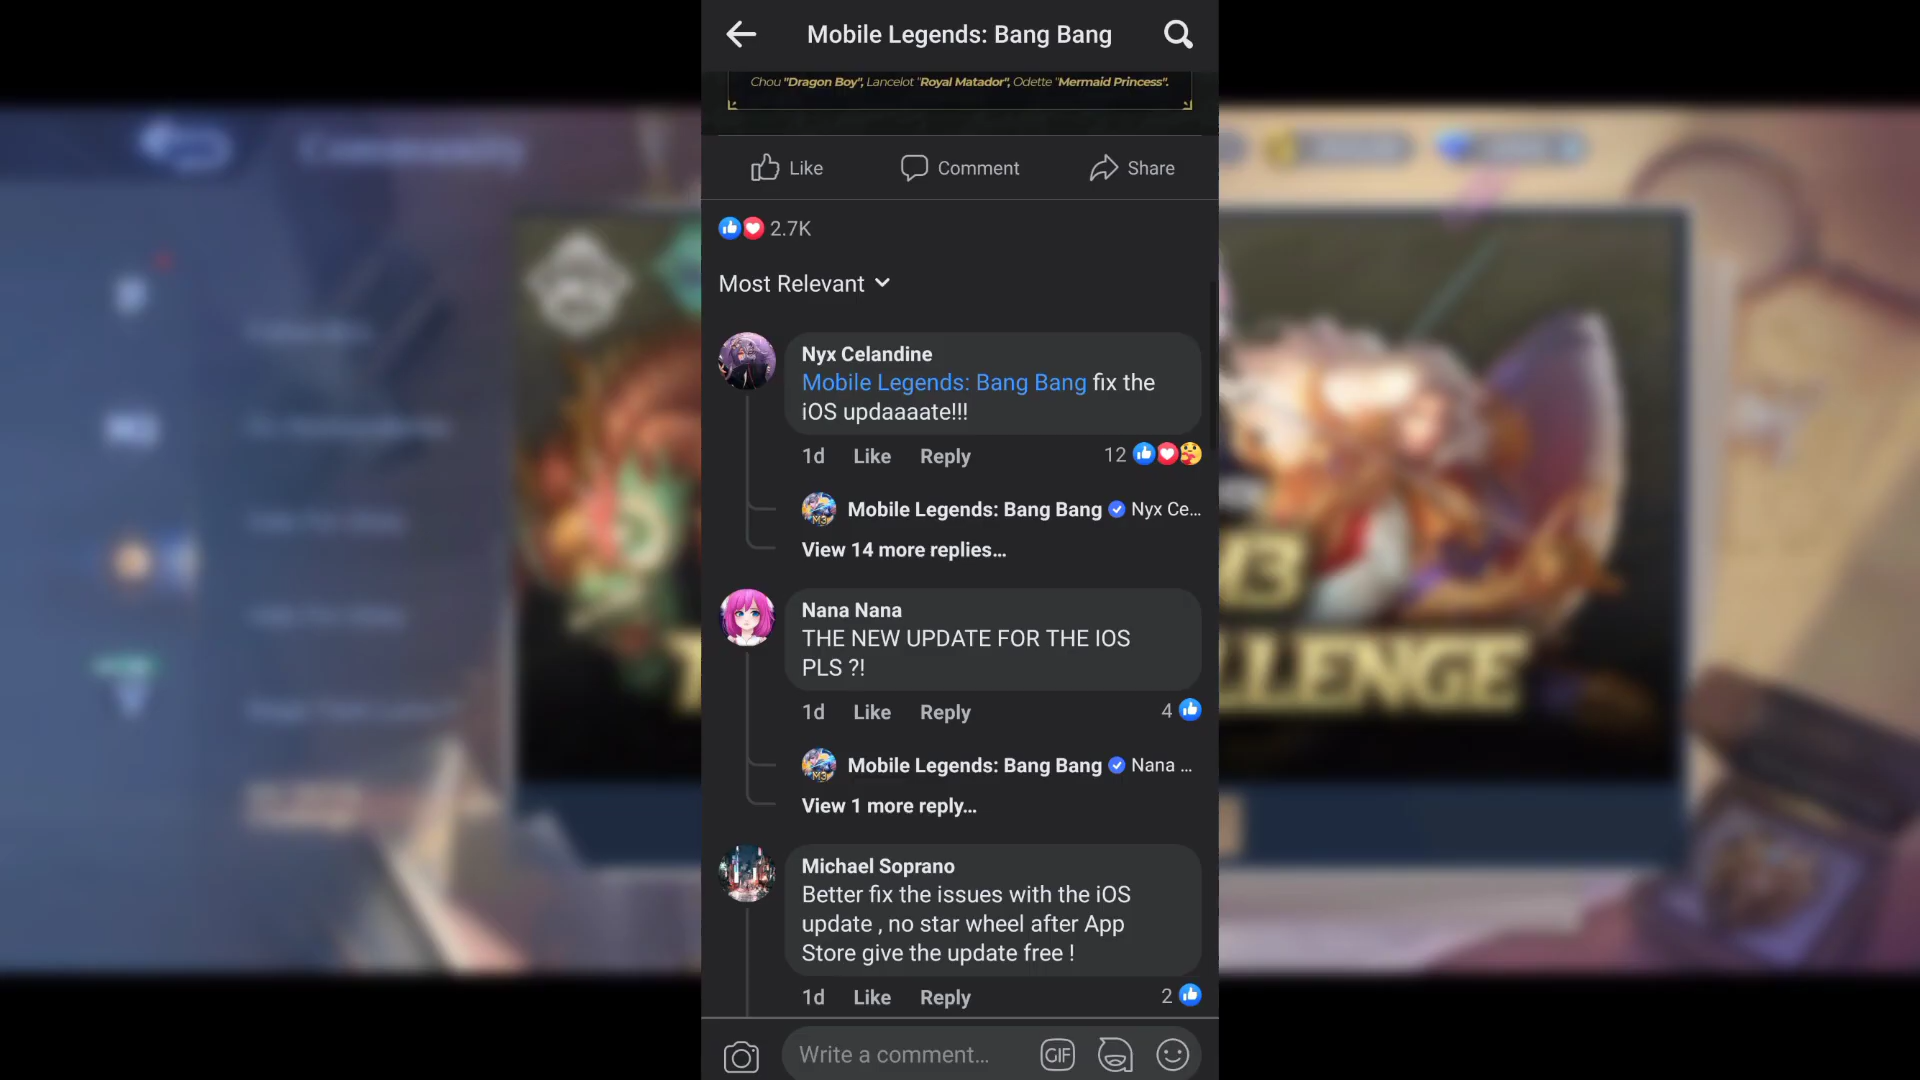 Mobile Legends: Bang Bang
Chou "Dragon Boy", Lancelot "Royal Matador", Odette "Mermaid Princess".
Like Comment Share
2.7K
Most Relevant
Nyx Celandine
Mobile Legends: Bang Bang fix the
iOS updaaaate!!!
1d Like Reply 12
Mobile Legends: Bang Bang Nyx Ce...
View 14 more replies...
Nana Nana
THE NEW UPDATE FOR THE IOS
PLS ?!
1d Like Reply 4
Mobile Legends: Bang Bang Nana ...
View 1 more reply...
Michael Soprano
Better fix the issues with the iOS
update , no star wheel after App
Store give the update free !
1d Like Reply 2
Write a comment...
GIF
Community
LLENGE